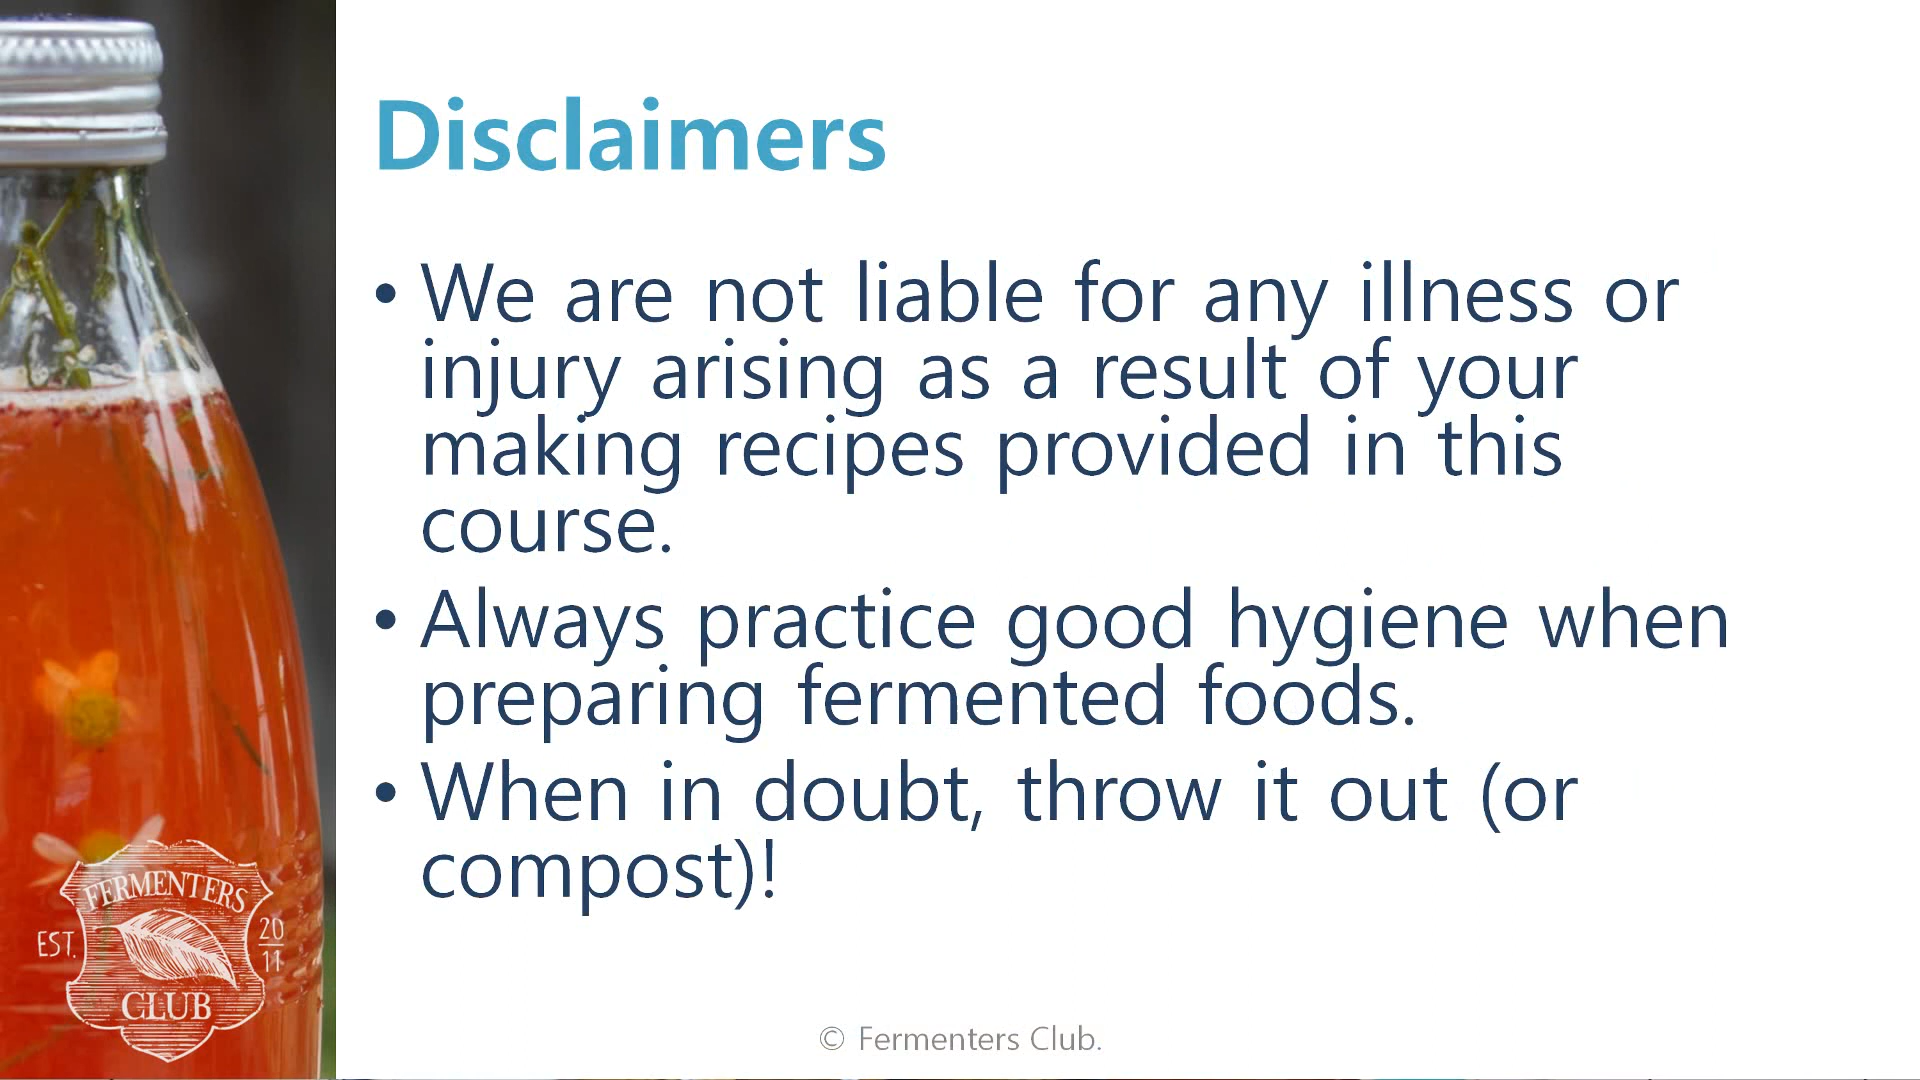 Disclaimers
• We are not liable for any illness or
injury arising as a result of your
making recipes provided in this
course.
• Always practice good hygiene when
preparing fermented foods.
• When in doubt, throw it out (or
compost)!
FERMENTERS
EST. 20 11
CLUB
© Fermenters Club.